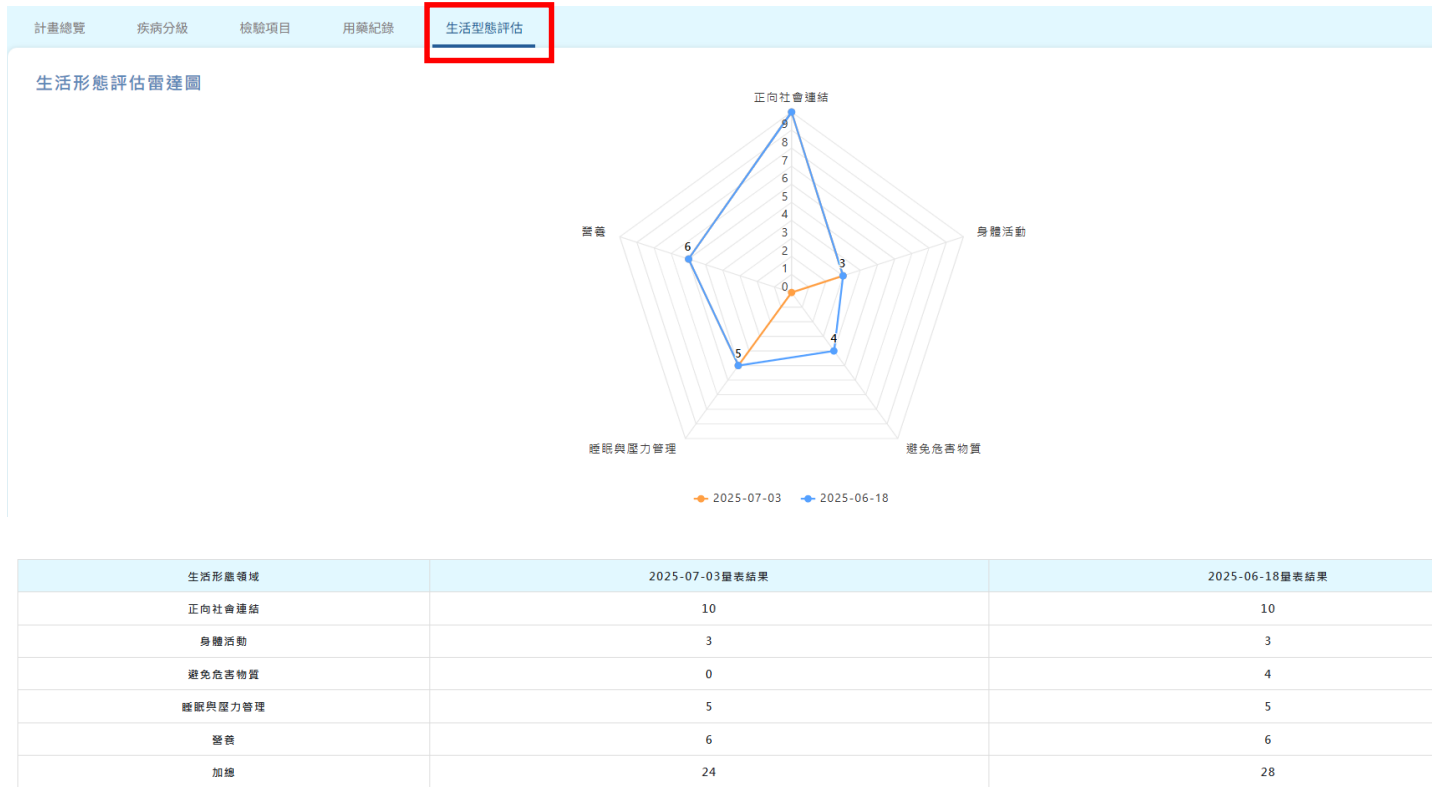 計畫總覽 疾病分級 檢驗項目 用藥紀錄 生活型態評估
生活形態評估雷達圖
正向社會連結
9
8
7
6
5
4
3
2
1
0
營養
身體活動
6
3
5
4
睡眠與壓力管理
避免危害物質
2025-07-03 2025-06-18
生活形態領域 2025-07-03量表結果 2025-06-18量表結果
正向社會連結 10 10
身體活動 3 3
避免危害物質 0 4
睡眠與壓力管理 5 5
營養 6 6
加總 24 28